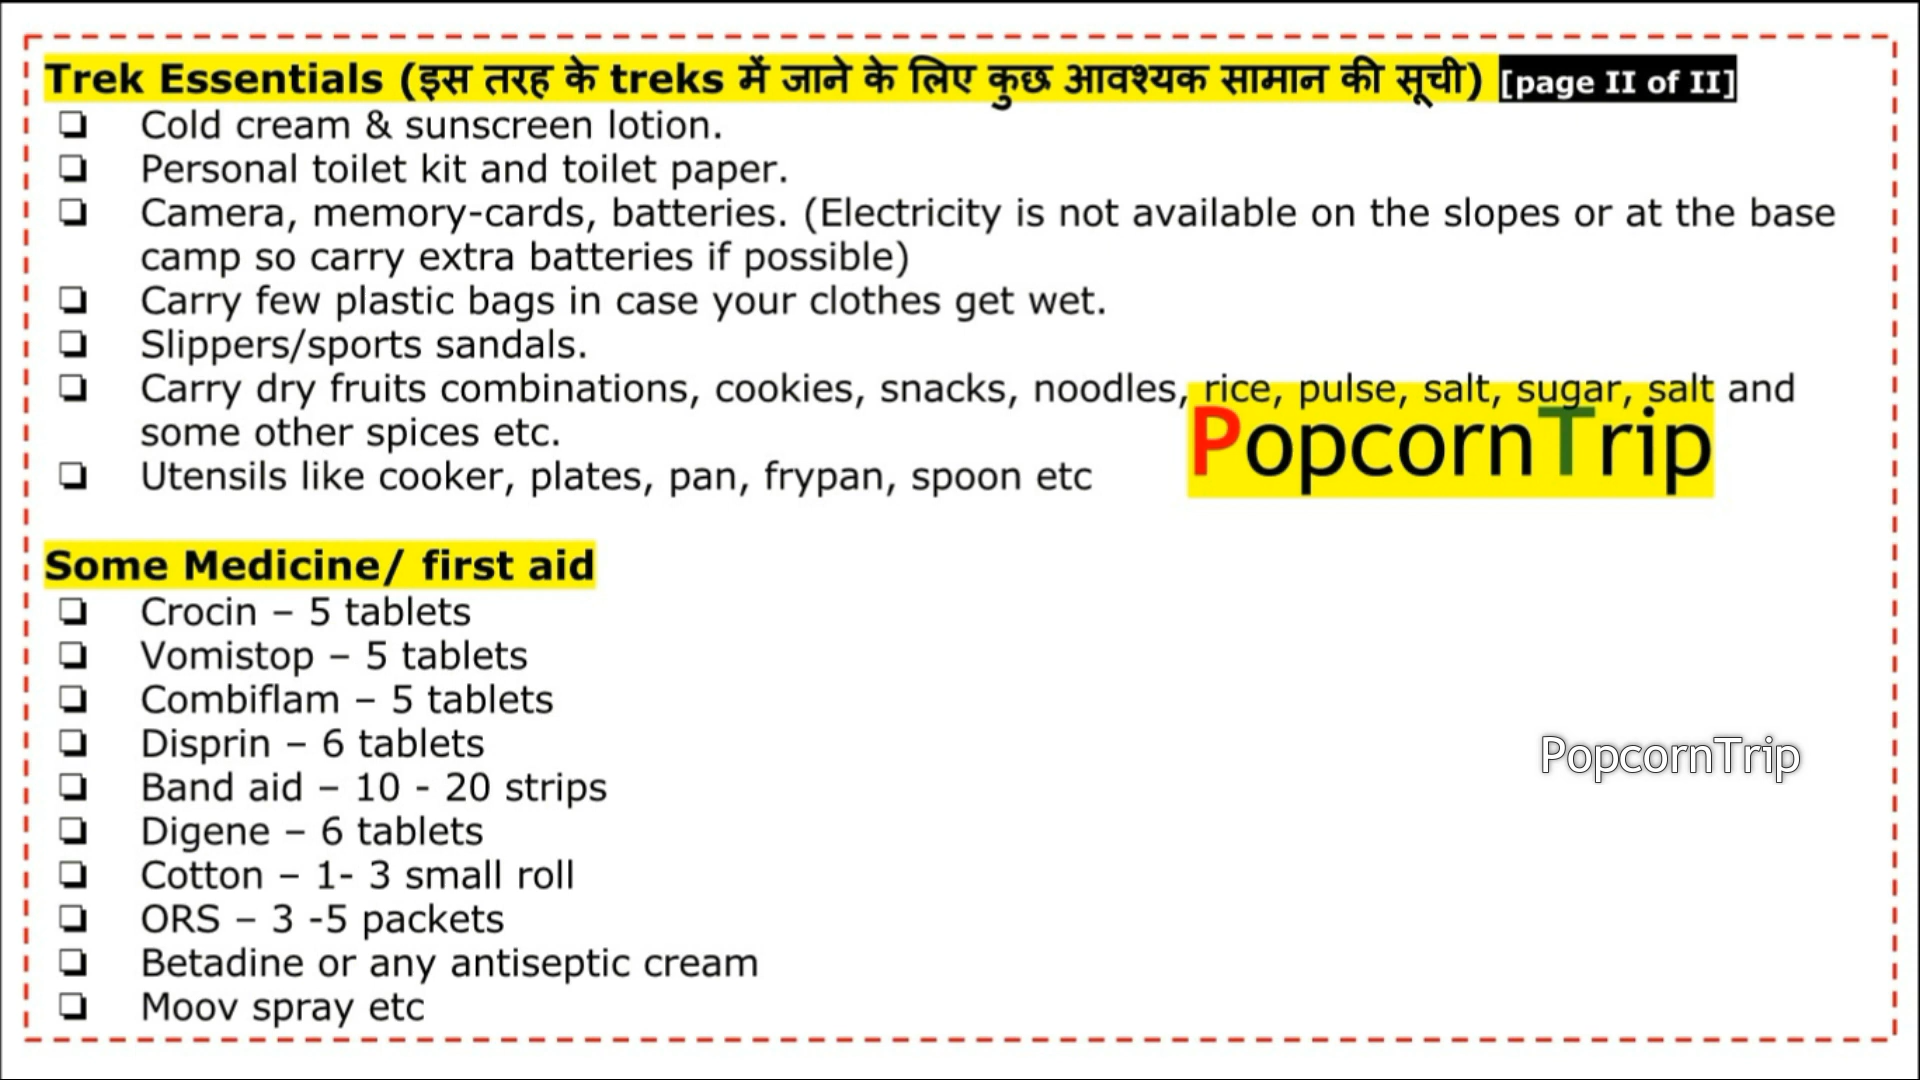 Trek Essentials (इस तरह के treks में जाने के लिए कुछ आवश्यक सामान की सूची) [page II of II]
❏ Cold cream & sunscreen lotion.
❏ Personal toilet kit and toilet paper.
❏ Camera, memory-cards, batteries. (Electricity is not available on the slopes or at the base
camp so carry extra batteries if possible)
❏ Carry few plastic bags in case your clothes get wet.
❏ Slippers/sports sandals.
❏ Carry dry fruits combinations, cookies, snacks, noodles, rice, pulse, salt, sugar, salt and
some other spices etc.
PopcornTrip
❏ Utensils like cooker, plates, pan, frypan, spoon etc
Some Medicine/ first aid
❏ Crocin – 5 tablets
❏ Vomistop – 5 tablets
❏ Combiflam – 5 tablets
❏ Disprin – 6 tablets
PopcornTrip
❏ Band aid – 10 - 20 strips
❏ Digene – 6 tablets
❏ Cotton – 1- 3 small roll
❏ ORS – 3 -5 packets
❏ Betadine or any antiseptic cream
❏ Moov spray etc